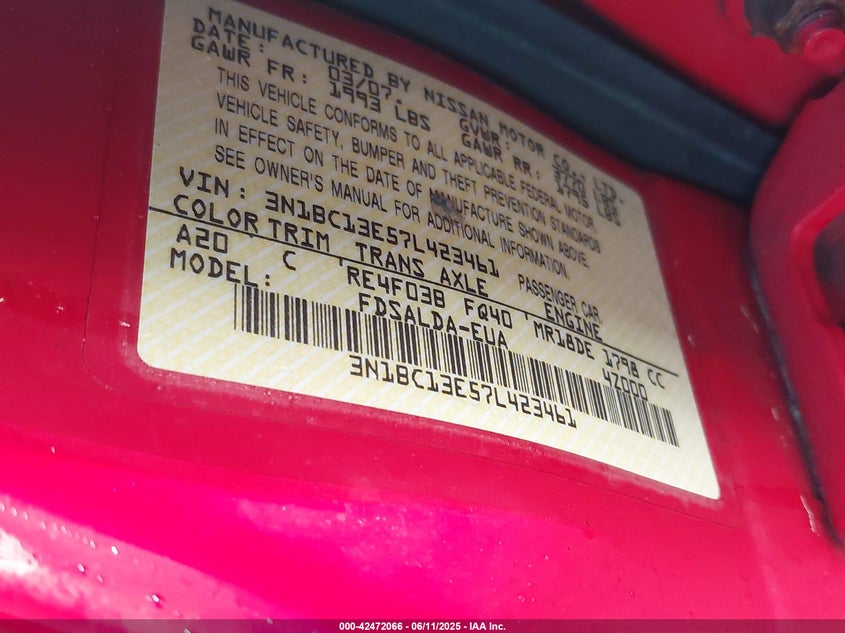 MANUFACTURED BY NISSAN MOTOR CO., LTD.
DATE: 03/07. GVWR: 3720 LBS
GAWR FR: 1993 LBS GAWR RR: 1795 LBS
THIS VEHICLE CONFORMS TO ALL APPLICABLE FEDERAL MOTOR
VEHICLE SAFETY, BUMPER AND THEFT PREVENTION STANDARDS
IN EFFECT ON THE DATE OF MANUFACTURE SHOWN ABOVE.
SEE OWNER'S MANUAL FOR ADDITIONAL INFORMATION.
VIN: 3N1BC13E57L423461 PASSENGER CAR
COLOR TRIM TRANS AXLE ENGINE
A20 C RE4F03B FQ40 MR18DE 1798 CC
MODEL: FDSALDA-EUA 47000
3N1BC13E57L423461
000-42472066 - 06/11/2025 - IAA Inc.